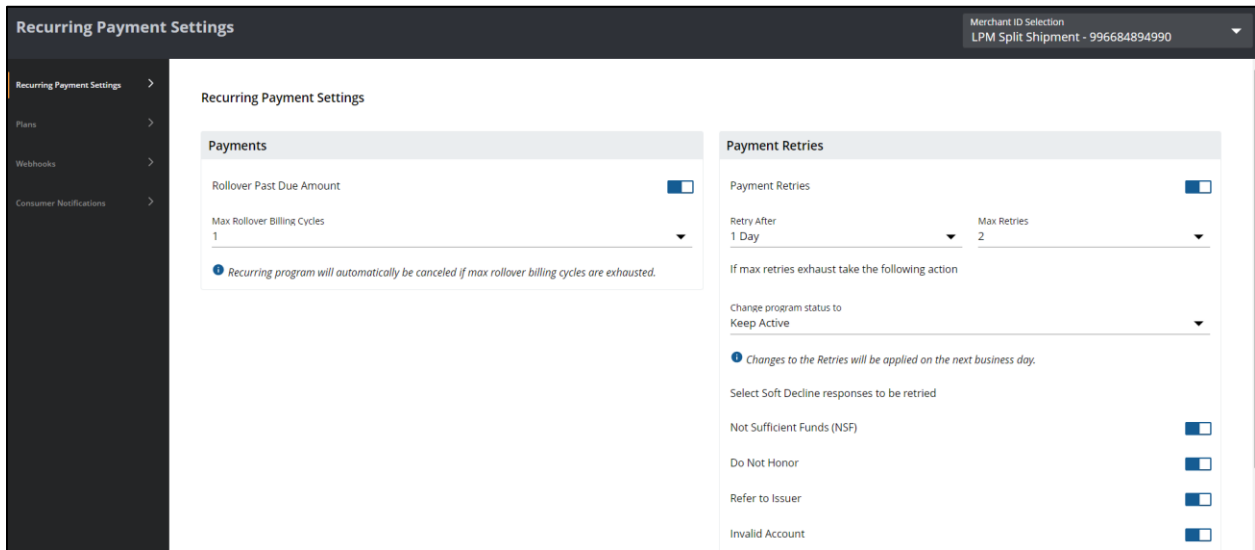 Recurring Payment Settings
Merchant ID Selection
LPM Split Shipment - 996684894990
Recurring Payment Settings
Plans
Webhooks
Consumer Notifications
Recurring Payment Settings
Payments
Rollover Past Due Amount
Max Rollover Billing Cycles
1
Recurring program will automatically be canceled if max rollover billing cycles are exhausted.
Payment Retries
Payment Retries
Retry After
1 Day
Max Retries
2
If max retries exhaust take the following action
Change program status to
Keep Active
Changes to the Retries will be applied on the next business day.
Select Soft Decline responses to be retried
Not Sufficient Funds (NSF)
Do Not Honor
Refer to Issuer
Invalid Account